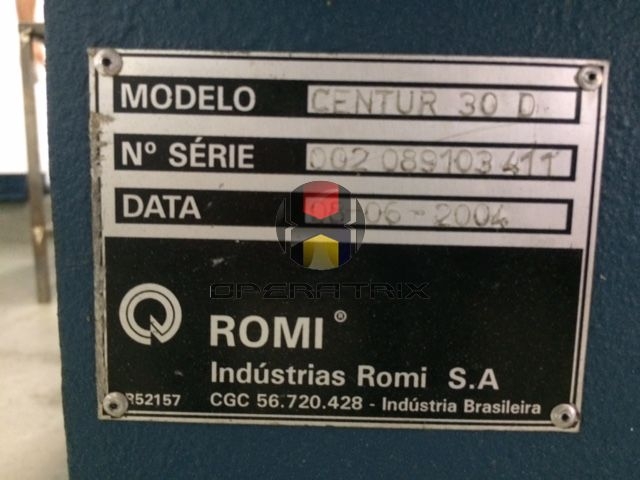 MODELO CENTUR 30 D
Nº SÉRIE 002 089103 411
DATA 06-2004
OPERATRIX
ROMI ®
Indústrias Romi S.A
R52157 CGC 56.720.428 - Indústria Brasileira